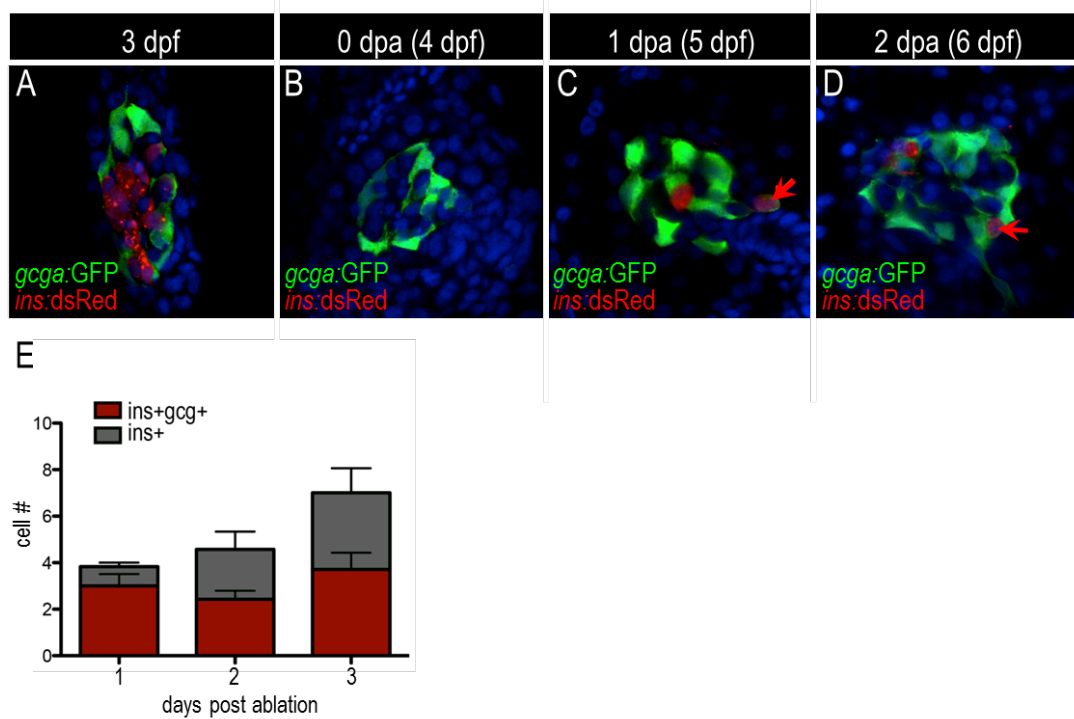 3 dpf
0 dpa (4 dpf)
1 dpa (5 dpf)
2 dpa (6 dpf)
A
gcga:GFP
ins:dsRed
B
gcga:GFP
ins:dsRed
C
gcga:GFP
ins:dsRed
D
gcga:GFP
ins:dsRed
E
ins+gcg+
ins+
10
8
6
4
2
0
cell #
1
2
3
days post ablation